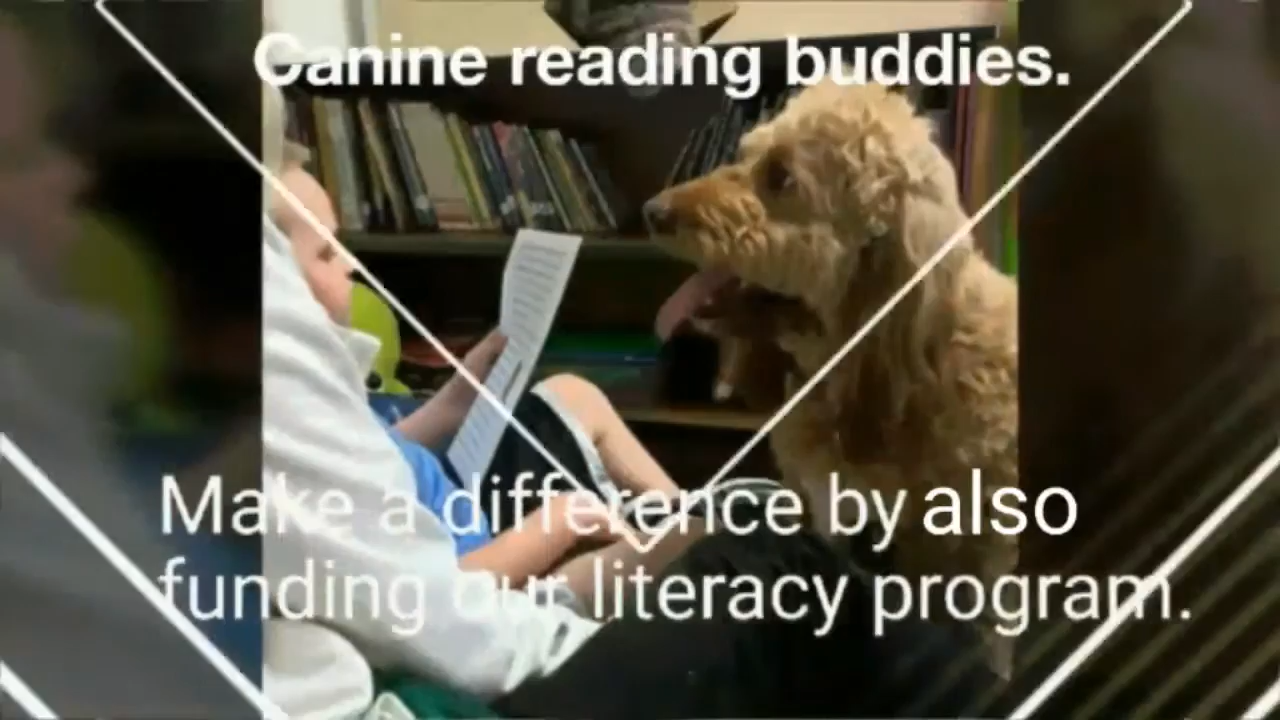 Canine reading buddies.
Make a difference by also
funding our literacy program.